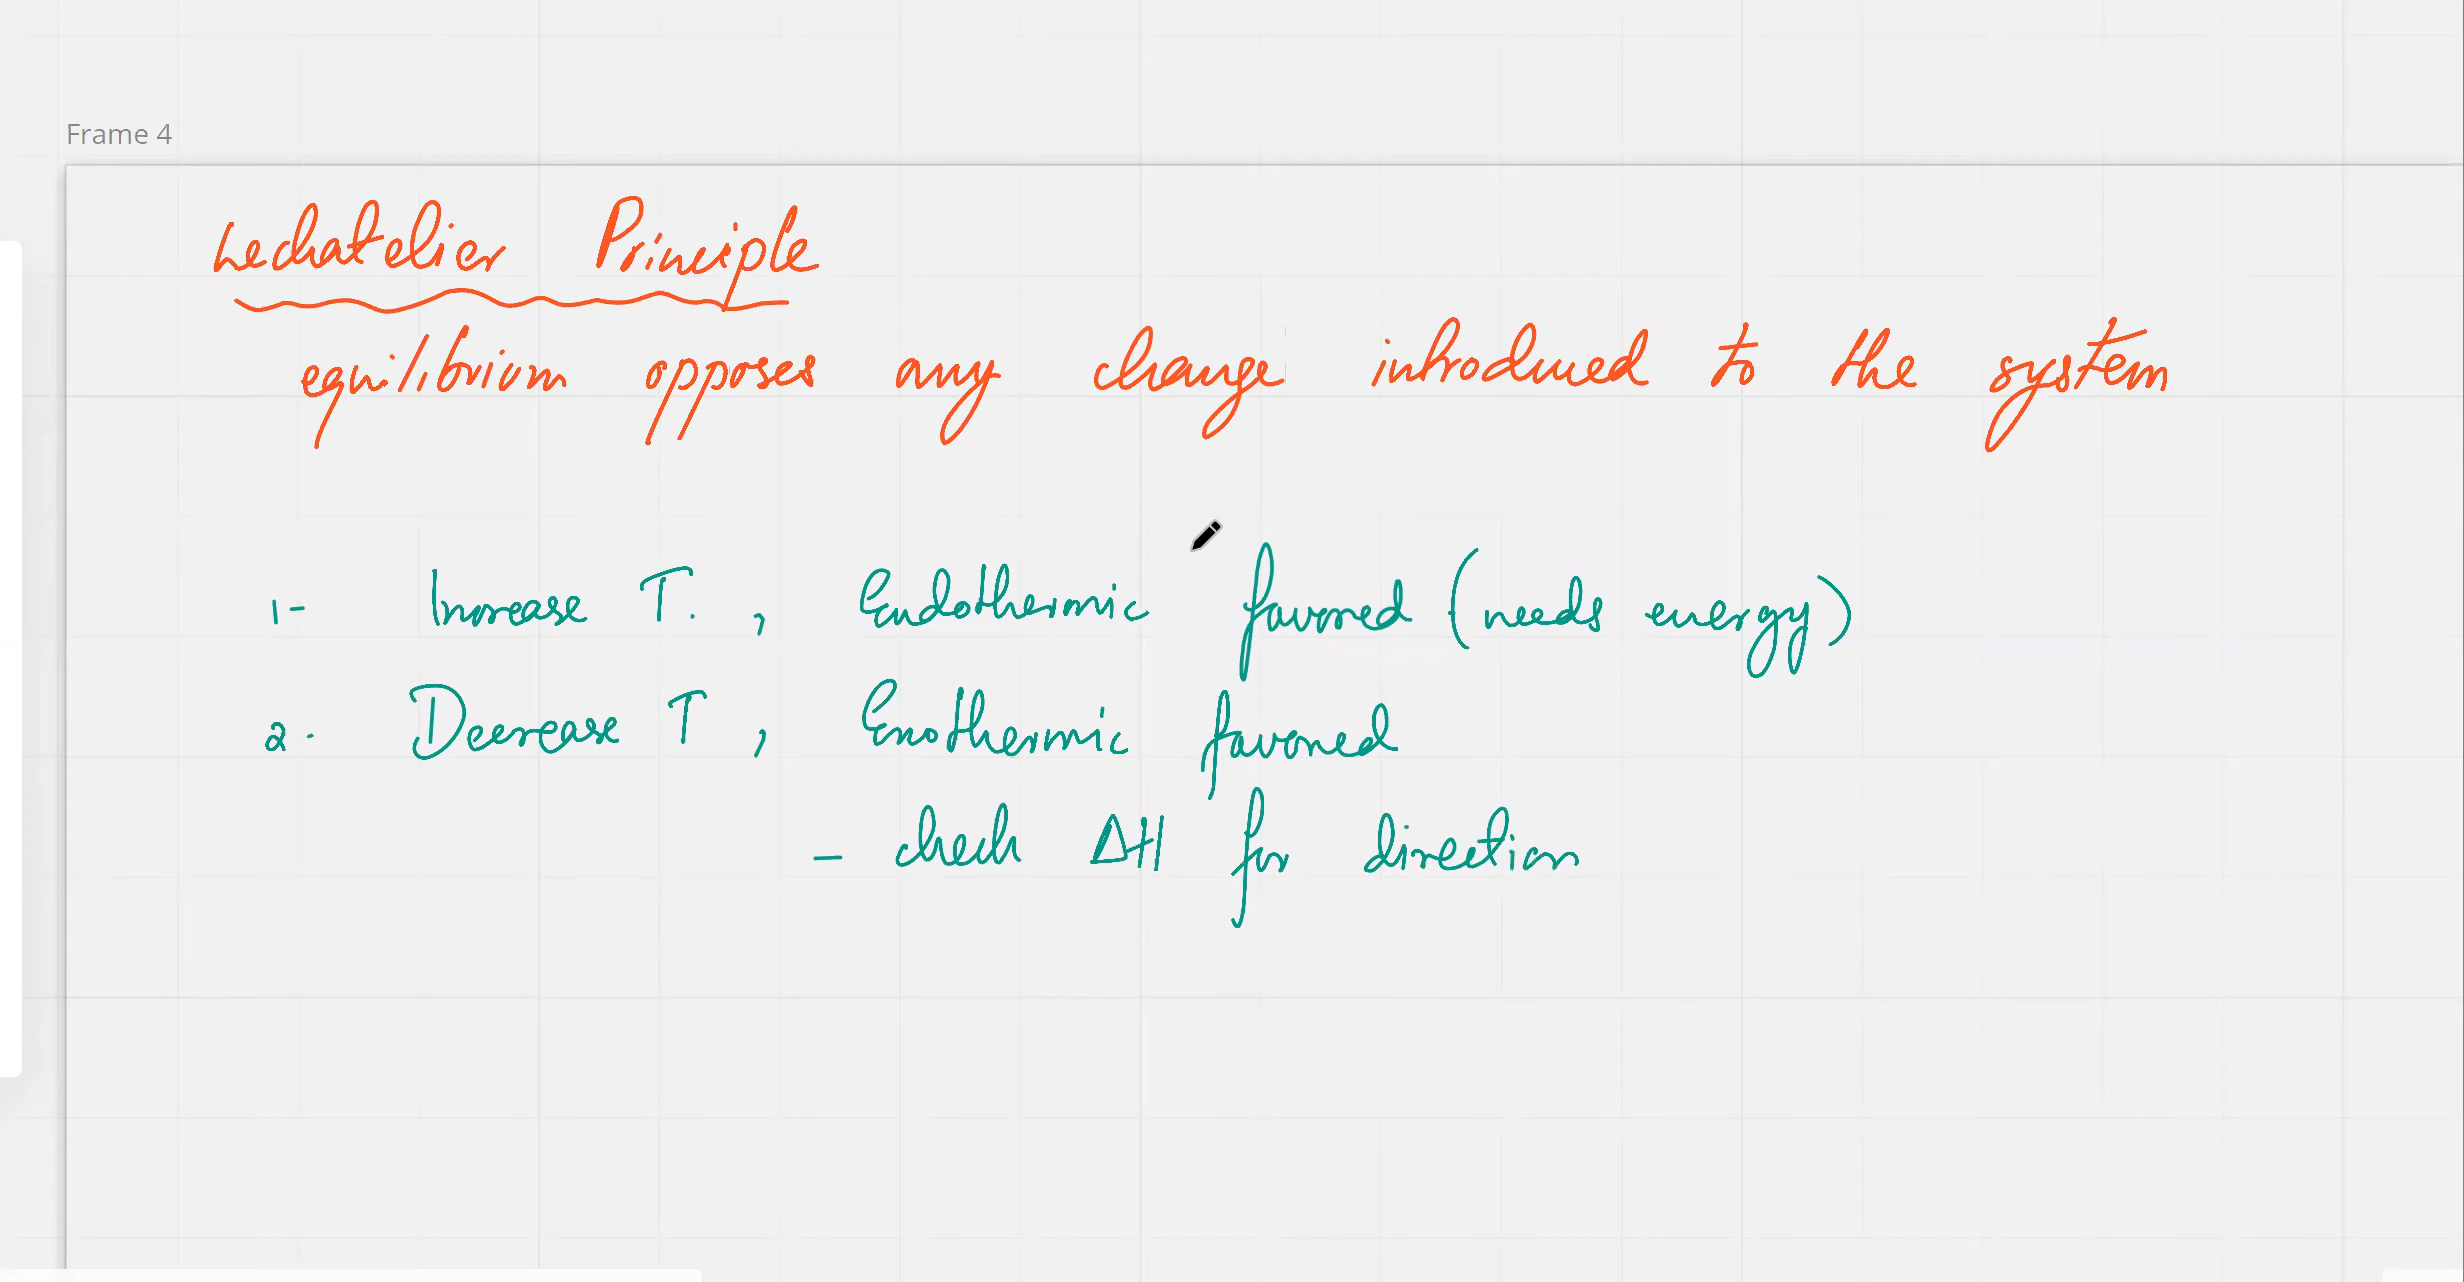 Frame 4
Lechatelier Principle
equilibrium opposes any change introduced to the system
1- Increase T. , Endothermic favored (needs energy)
2. Decrease T , Exothermic favored
- check ΔH for direction